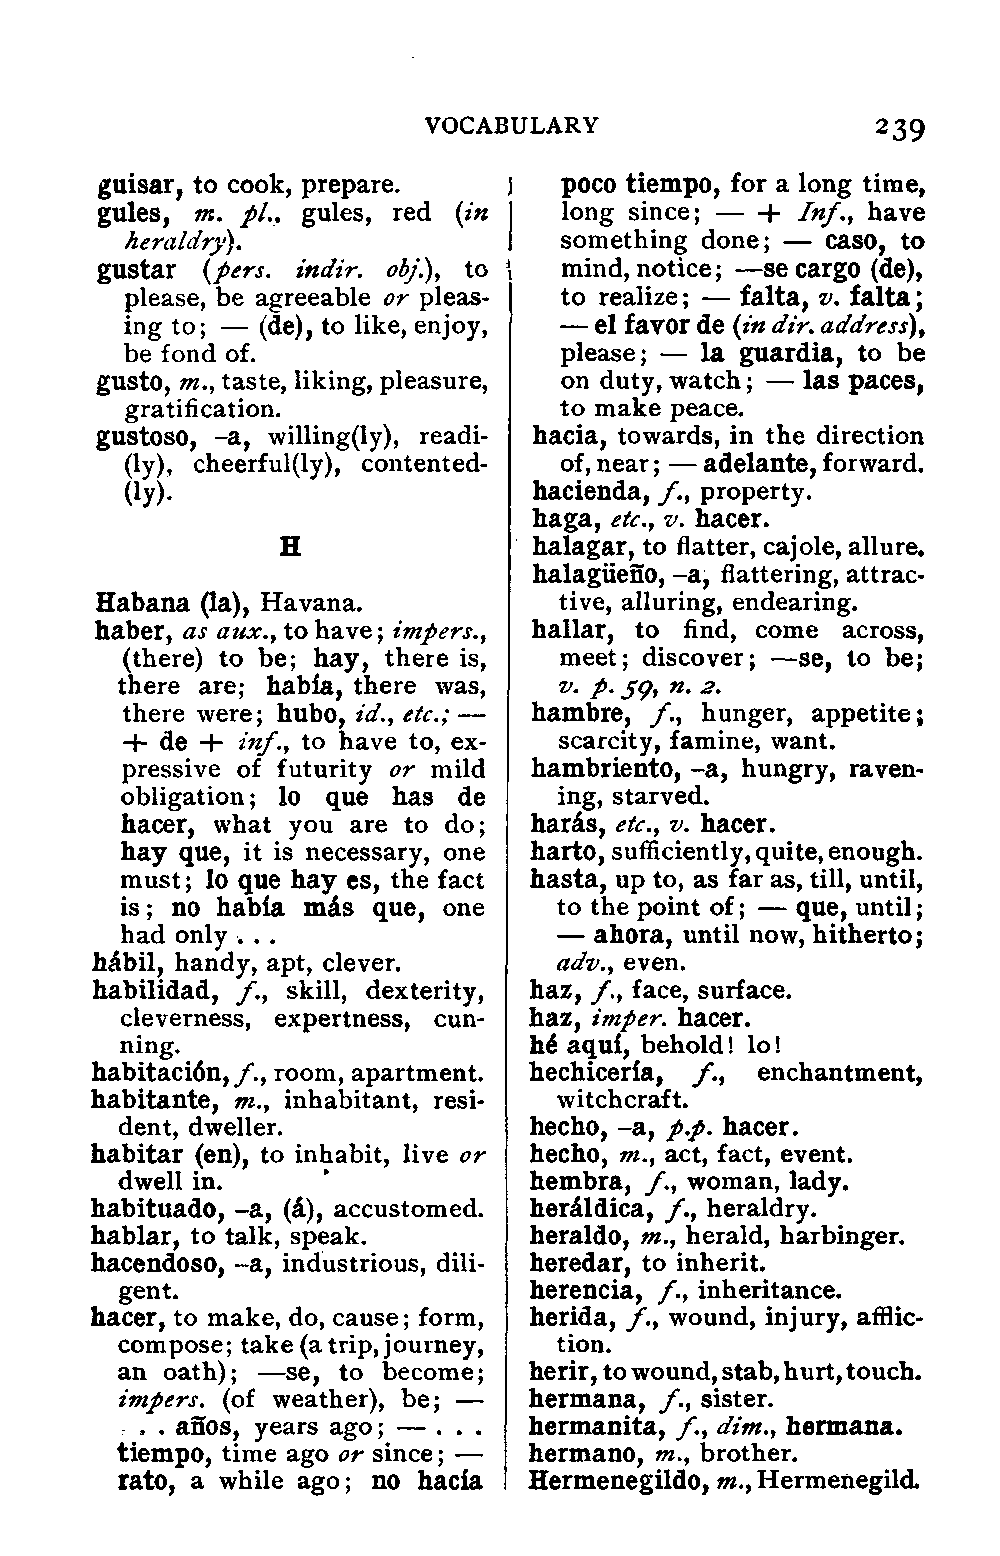 VOCABULARY 239
guisar, to cook, prepare.
gules, m. pl., gules, red (in
heraldry).
gustar (pers. indir. obj.), to
please, be agreeable or pleas-
ing to; — (de), to like, enjoy,
be fond of.
gusto, m., taste, liking, pleasure,
gratification.
gustoso, –a, willing(ly), readi-
(ly), cheerful(ly), contented-
(ly).
H
Habana (la), Havana.
haber, as aux., to have; impers.,
(there) to be; hay, there is,
there are; había, there was,
there were; hubo, id., etc.; —
+ de + inf., to have to, ex-
pressive of futurity or mild
obligation; lo que has de
hacer, what you are to do;
hay que, it is necessary, one
must; lo que hay es, the fact
is; no había más que, one
had only . . .
hábil, handy, apt, clever.
habilidad, f., skill, dexterity,
cleverness, expertness, cun-
ning.
habitación, f., room, apartment.
habitante, m., inhabitant, resi-
dent, dweller.
habitar (en), to inhabit, live or
dwell in.
habituado, –a, (á), accustomed.
hablar, to talk, speak.
hacendoso, –a, industrious, dili-
gent.
hacer, to make, do, cause; form,
compose; take (a trip, journey,
an oath); —se, to become;
impers. (of weather), be; —
. . . años, years ago; — . . .
tiempo, time ago or since; —
rato, a while ago; no hacía
poco tiempo, for a long time,
long since; — + Inf., have
something done; — caso, to
mind, notice; —se cargo (de),
to realize; — falta, v. falta;
— el favor de (in dir. address),
please; — la guardia, to be
on duty, watch; — las paces,
to make peace.
hacia, towards, in the direction
of, near; — adelante, forward.
hacienda, f., property.
haga, etc., v. hacer.
halagar, to flatter, cajole, allure.
halagüeño, –a, flattering, attrac-
tive, alluring, endearing.
hallar, to find, come across,
meet; discover; —se, to be;
v. p. 59, n. 2.
hambre, f., hunger, appetite;
scarcity, famine, want.
hambriento, –a, hungry, raven-
ing, starved.
harás, etc., v. hacer.
harto, sufficiently, quite, enough.
hasta, up to, as far as, till, until,
to the point of; — que, until;
— ahora, until now, hitherto;
adv., even.
haz, f., face, surface.
haz, imper. hacer.
hé aquí, behold! lo!
hechicería, f., enchantment,
witchcraft.
hecho, –a, p.p. hacer.
hecho, m., act, fact, event.
hembra, f., woman, lady.
heráldica, f., heraldry.
heraldo, m., herald, harbinger.
heredar, to inherit.
herencia, f., inheritance.
herida, f., wound, injury, afflic-
tion.
herir, to wound, stab, hurt, touch.
hermana, f., sister.
hermanita, f., dim., hermana.
hermano, m., brother.
Hermenegildo, m., Hermenegild.